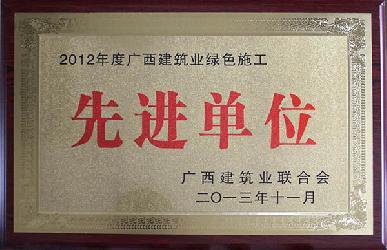 2012年度广西建筑业绿色施工
先进单位
广西建筑业联合会
二〇一三年十一月